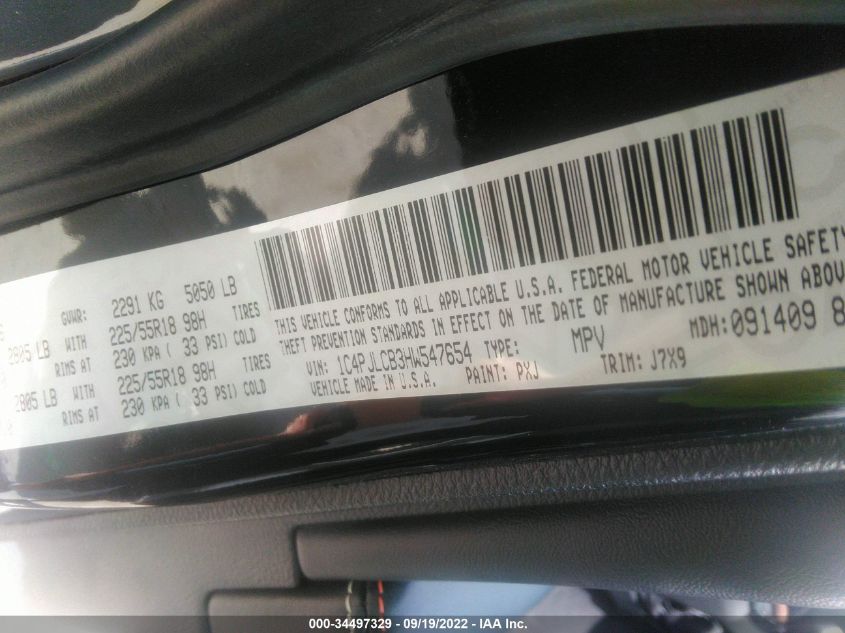 GVWR: 2291 KG 5050 LB
2805 LB WITH 225/55R18 98H TIRES
RIMS AT 230 KPA ( 33 PSI) COLD
2805 LB WITH 225/55R18 98H TIRES
RIMS AT 230 KPA ( 33 PSI) COLD
THIS VEHICLE CONFORMS TO ALL APPLICABLE U.S.A. FEDERAL MOTOR VEHICLE SAFETY
THEFT PREVENTION STANDARDS IN EFFECT ON THE DATE OF MANUFACTURE SHOWN ABOV
VIN: 1C4PJLCB3HW547654 TYPE: MPV MDH:091409 8
VEHICLE MADE IN U.S.A. PAINT: PXJ TRIM: J7X9
000-34497329 - 09/19/2022 - IAA Inc.